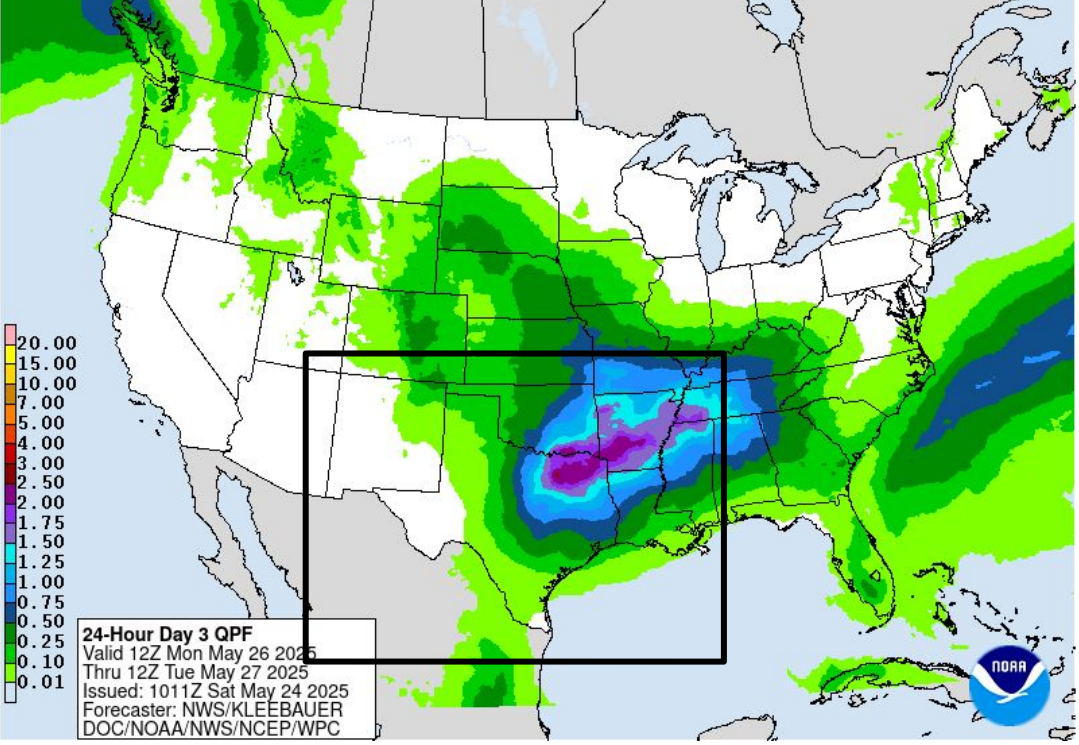 20.00
15.00
10.00
7.00
5.00
4.00
3.00
2.50
2.00
1.75
1.50
1.25
1.00
0.75
0.50
0.25
0.10
0.01
24-Hour Day 3 QPF
Valid 12Z Mon May 26 2025
Thru 12Z Tue May 27 2025
Issued: 1011Z Sat May 24 2025
Forecaster: NWS/KLEEBAUER
DOC/NOAA/NWS/NCEP/WPC
NOAA